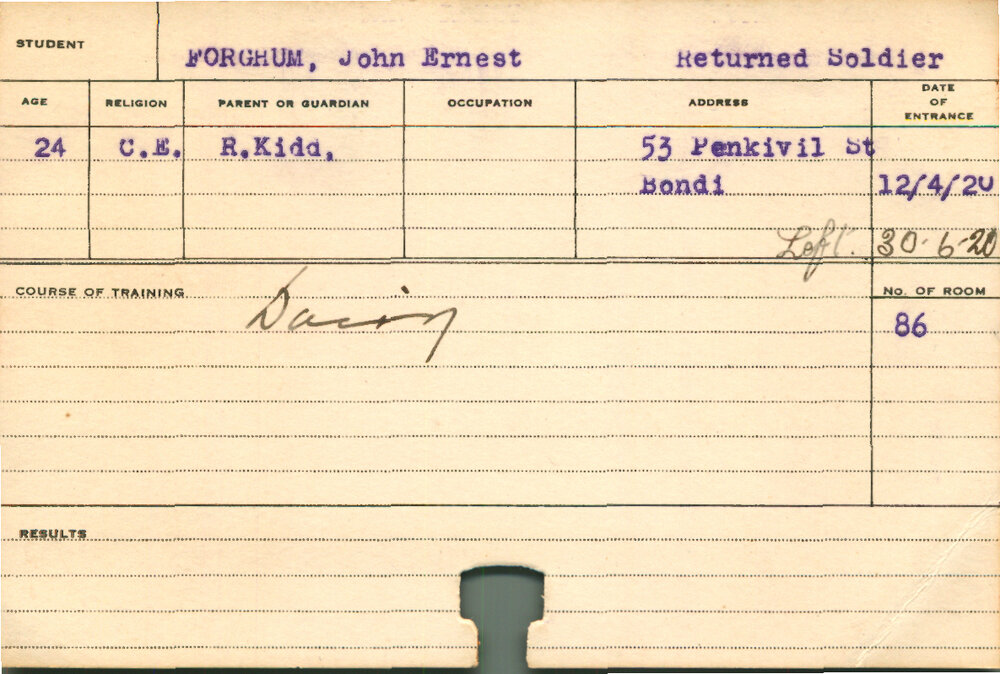 STUDENT FORGHUM, John Ernest Returned Soldier
AGE RELIGION PARENT OR GUARDIAN OCCUPATION ADDRESS DATE OF ENTRANCE
24 C.E. R.Kidd, 53 Penkivil St
Bondi 12/4/20
Left. 30-6-20
COURSE OF TRAINING Dairy No. OF ROOM
86
RESULTS